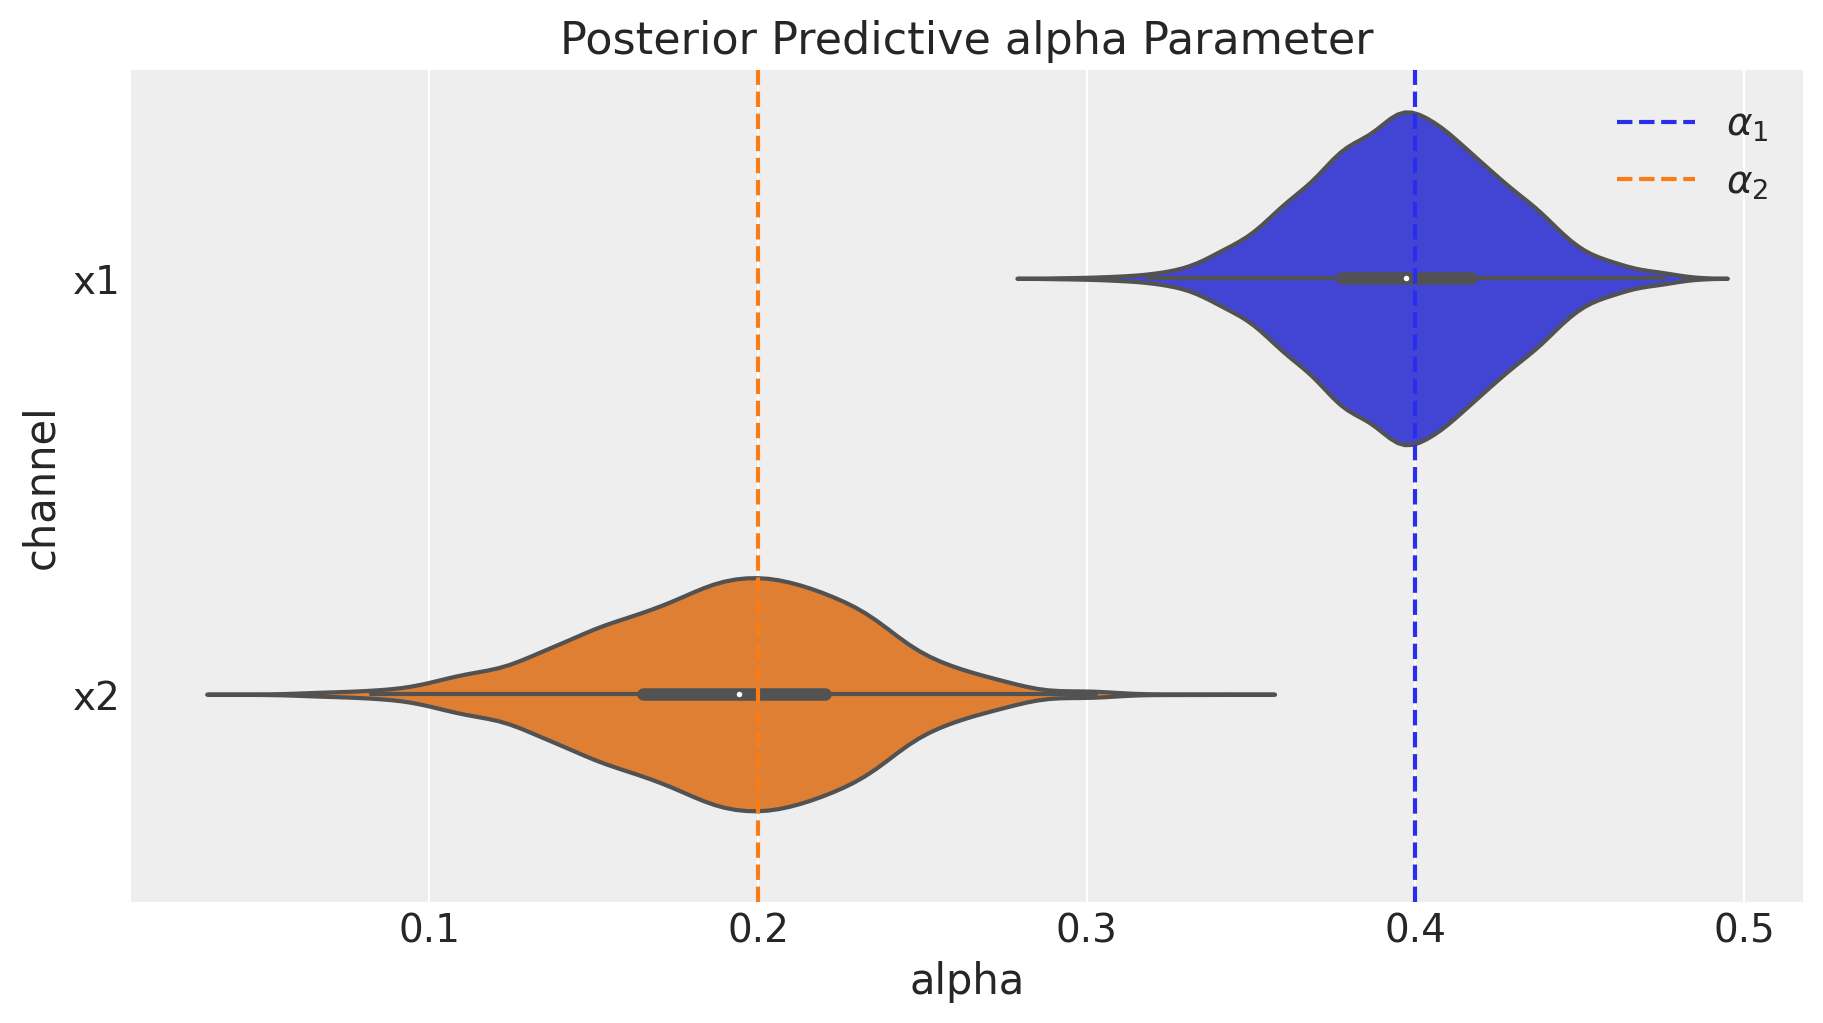 Posterior Predictive alpha Parameter
α1
α2
x1
x2
channel
0.1 0.2 0.3 0.4 0.5
alpha